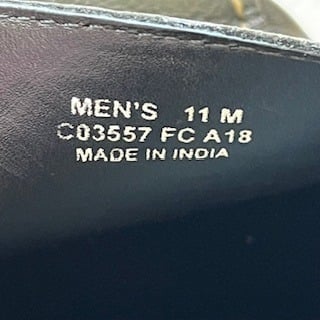 MEN'S 11 M
C03557 FC A18
MADE IN INDIA